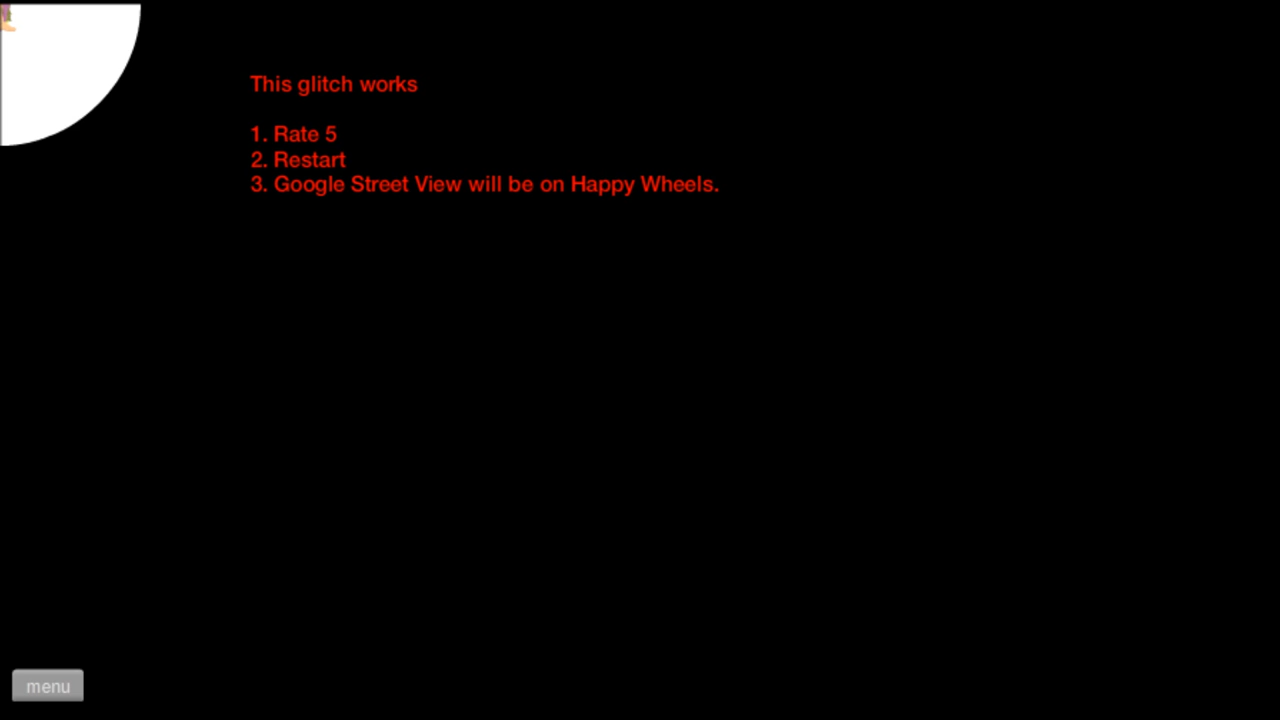 This glitch works
1. Rate 5
2. Restart
3. Google Street View will be on Happy Wheels.
menu